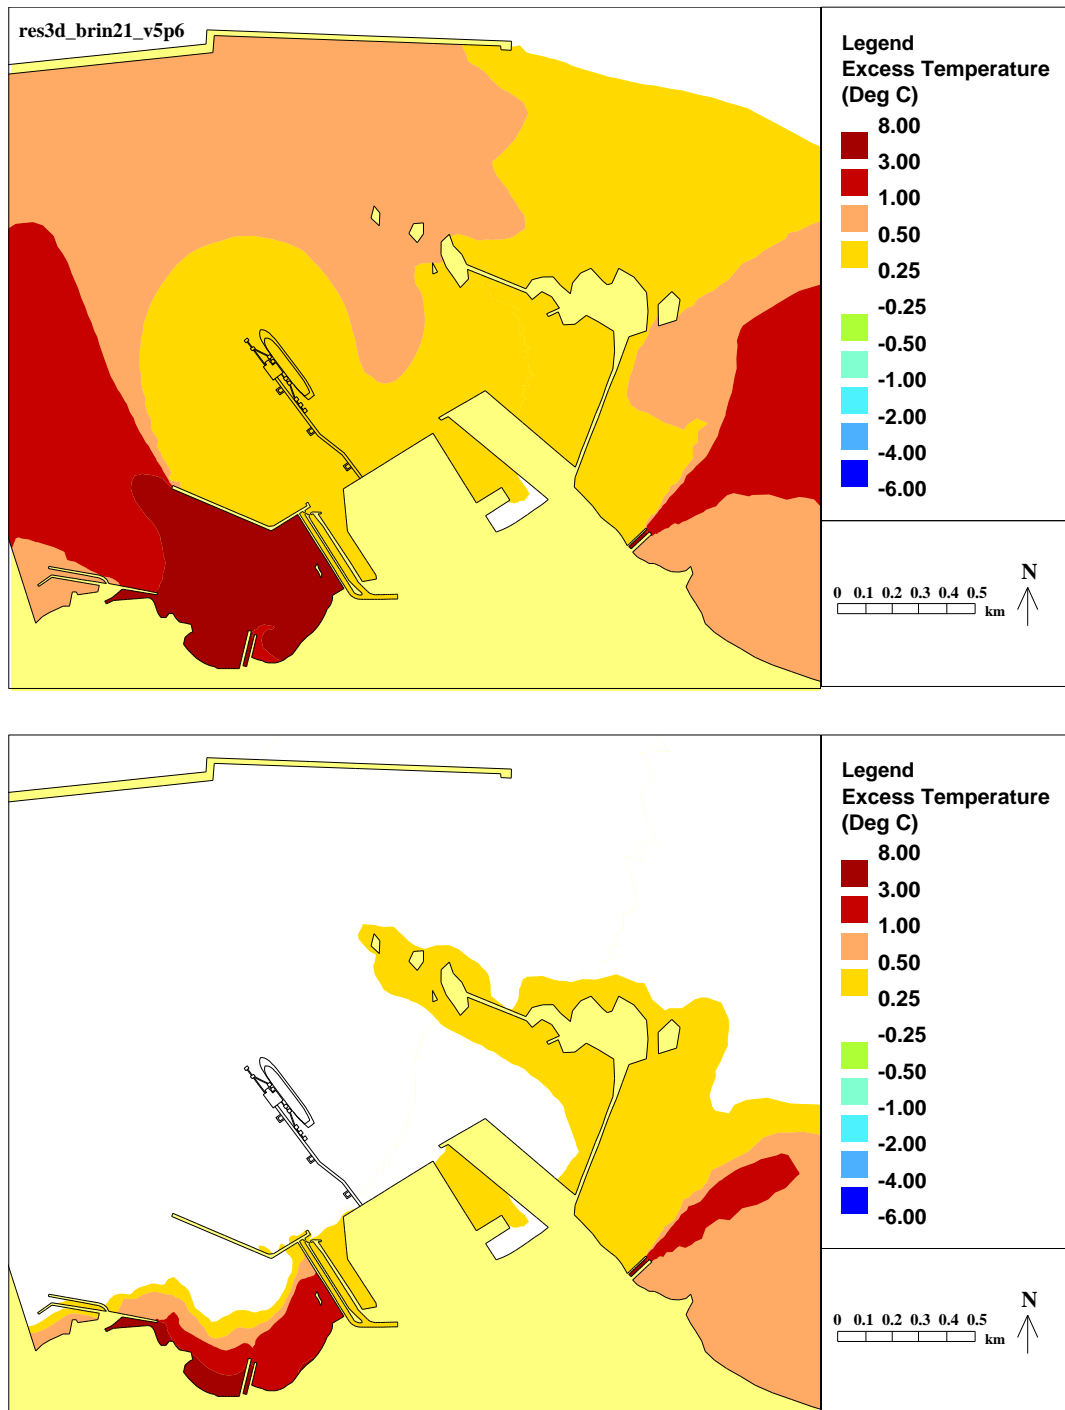 res3d_brin21_v5p6
Legend
Excess Temperature
(Deg C)
8.00
3.00
1.00
0.50
0.25
-0.25
-0.50
-1.00
-2.00
-4.00
-6.00
N
0 0.1 0.2 0.3 0.4 0.5
km
Legend
Excess Temperature
(Deg C)
8.00
3.00
1.00
0.50
0.25
-0.25
-0.50
-1.00
-2.00
-4.00
-6.00
N
0 0.1 0.2 0.3 0.4 0.5
km